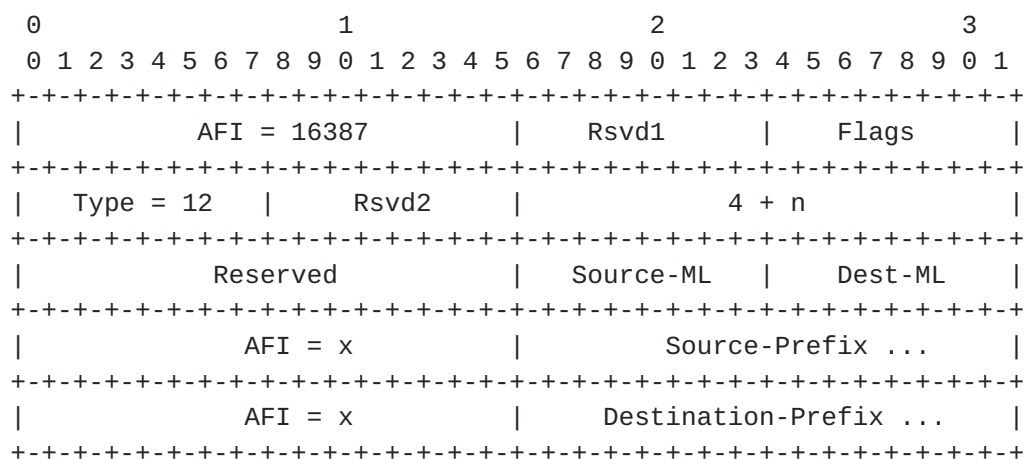 0                   1                   2                   3
 0 1 2 3 4 5 6 7 8 9 0 1 2 3 4 5 6 7 8 9 0 1 2 3 4 5 6 7 8 9 0 1
+-+-+-+-+-+-+-+-+-+-+-+-+-+-+-+-+-+-+-+-+-+-+-+-+-+-+-+-+-+-+-+-+
|           AFI = 16387         |    Rsvd1      |    Flags      |
+-+-+-+-+-+-+-+-+-+-+-+-+-+-+-+-+-+-+-+-+-+-+-+-+-+-+-+-+-+-+-+-+
|   Type = 12   |     Rsvd2     |             4 + n             |
+-+-+-+-+-+-+-+-+-+-+-+-+-+-+-+-+-+-+-+-+-+-+-+-+-+-+-+-+-+-+-+-+
|            Reserved           |   Source-ML   |    Dest-ML    |
+-+-+-+-+-+-+-+-+-+-+-+-+-+-+-+-+-+-+-+-+-+-+-+-+-+-+-+-+-+-+-+-+
|              AFI = x          |         Source-Prefix ...     |
+-+-+-+-+-+-+-+-+-+-+-+-+-+-+-+-+-+-+-+-+-+-+-+-+-+-+-+-+-+-+-+-+
|              AFI = x          |     Destination-Prefix ...    |
+-+-+-+-+-+-+-+-+-+-+-+-+-+-+-+-+-+-+-+-+-+-+-+-+-+-+-+-+-+-+-+-+